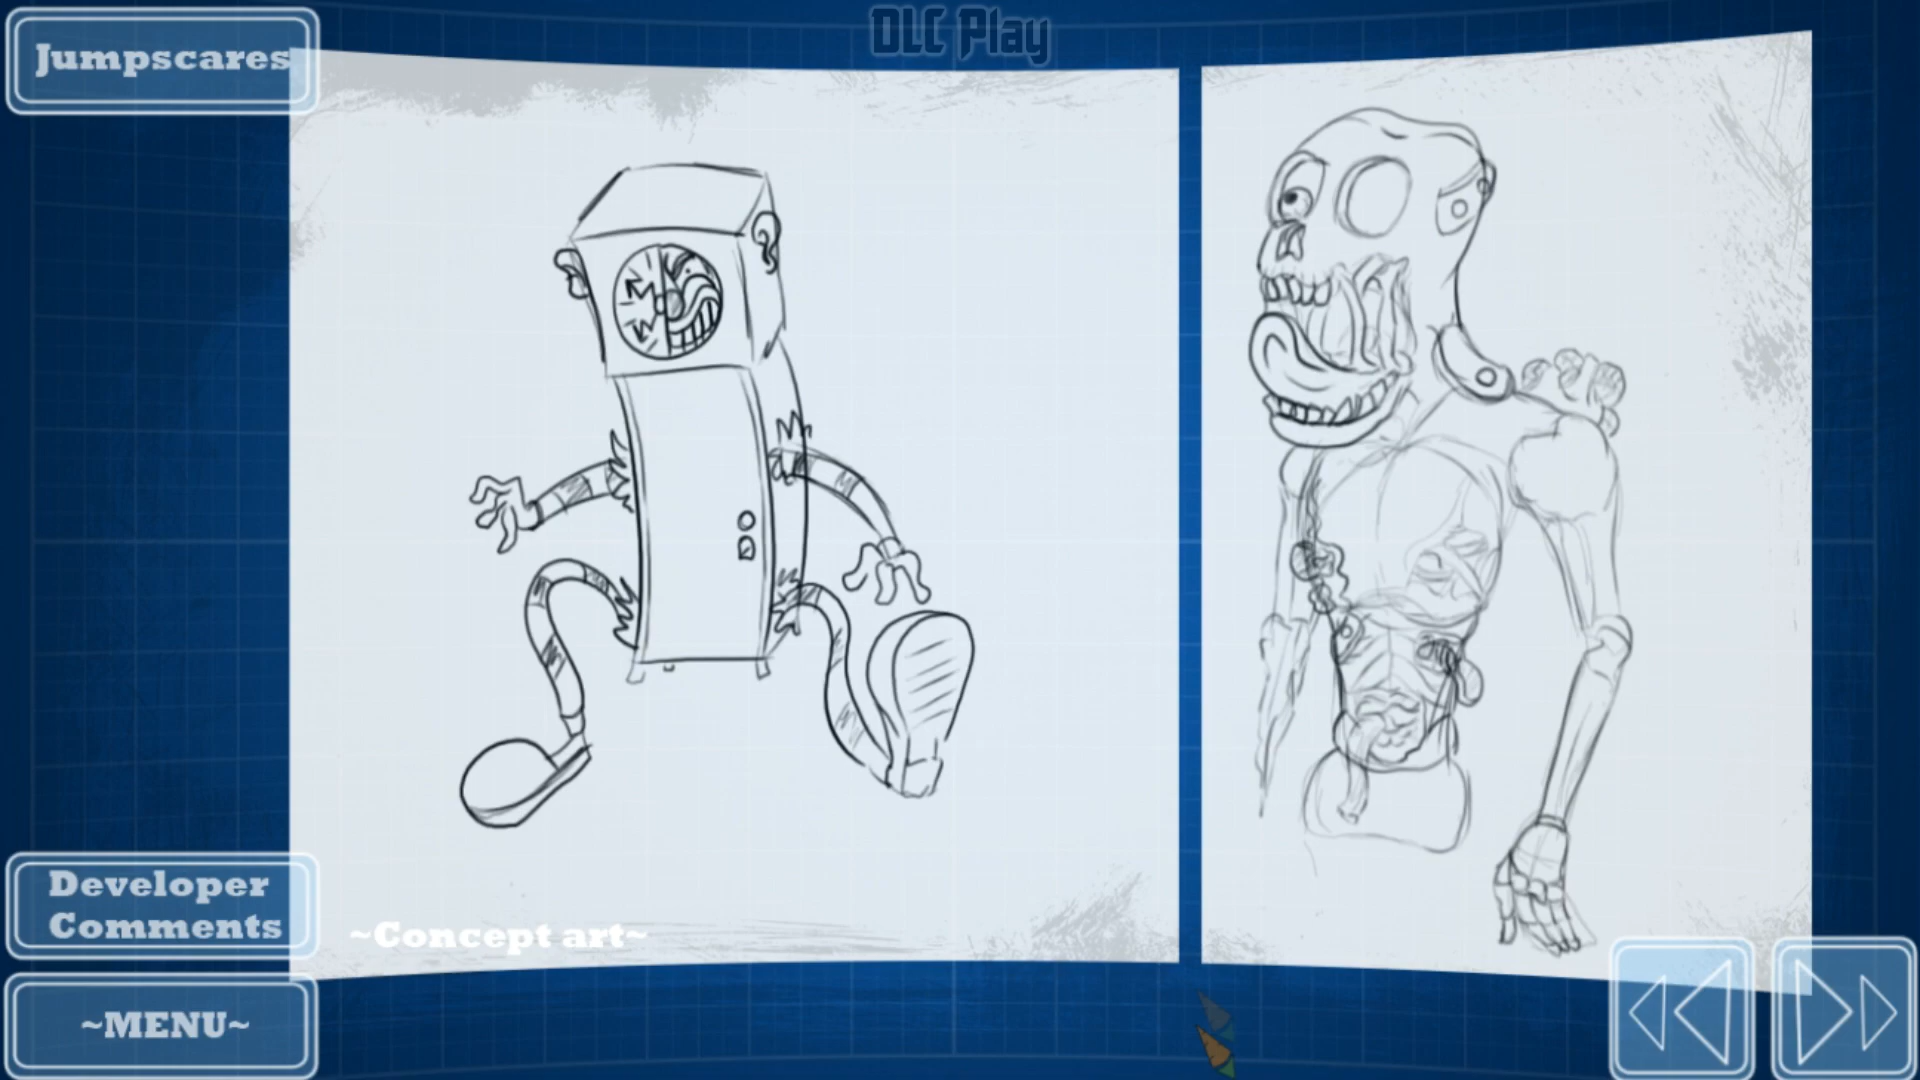 DLC Play
Jumpscares
Developer
Comments
~Concept art~
~MENU~